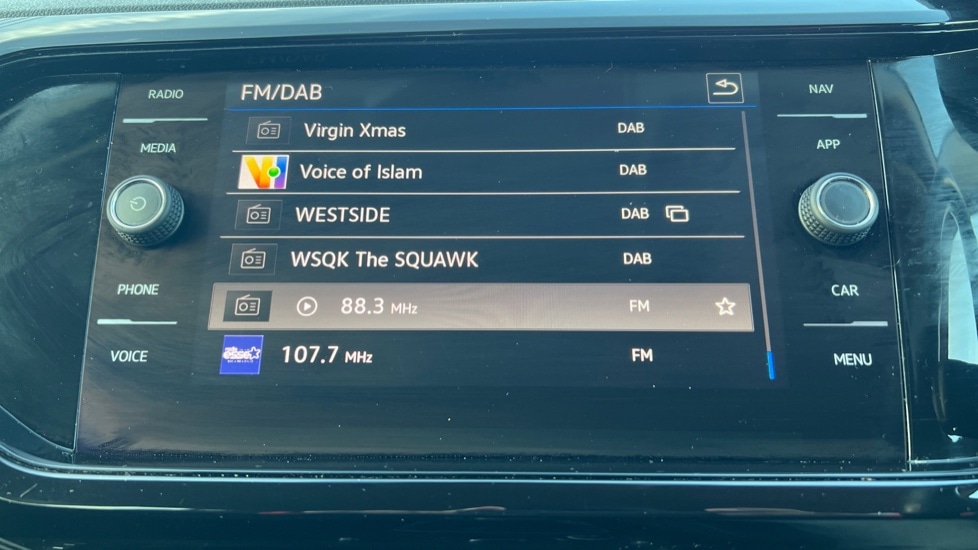 RADIO
MEDIA
PHONE
VOICE
FM/DAB
Virgin Xmas DAB
Voice of Islam DAB
WESTSIDE DAB
WSQK The SQUAWK DAB
88.3 MHz FM
107.7 MHz FM
NAV
APP
CAR
MENU